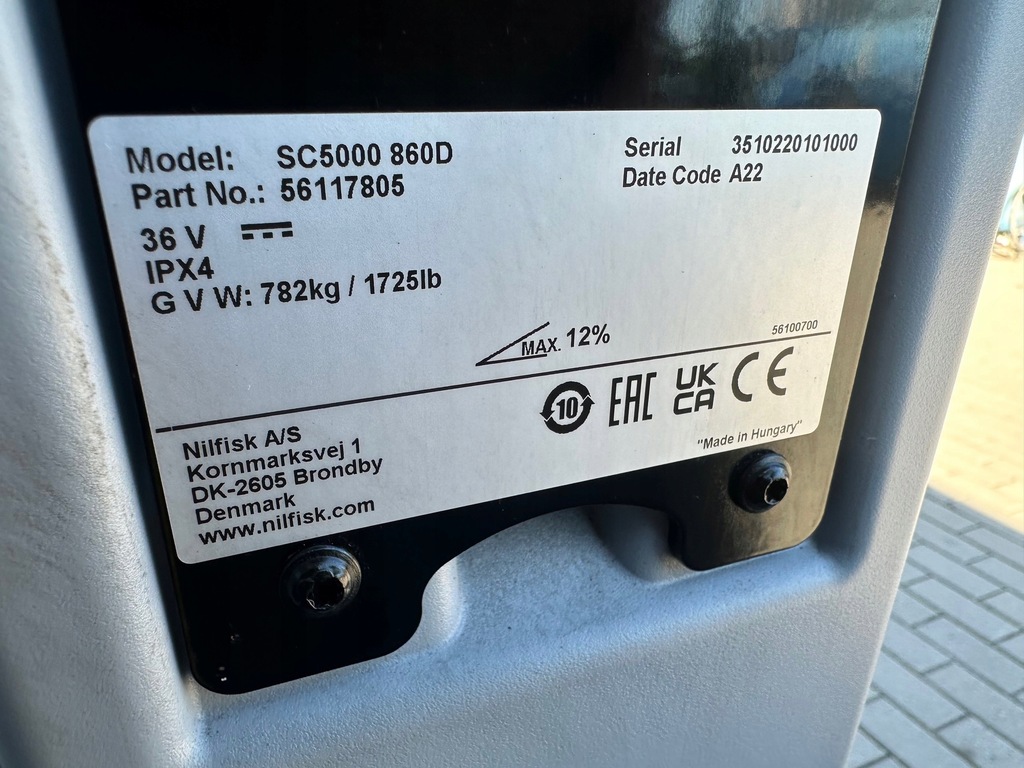 Model: SC5000 860D
Part No.: 56117805
Serial 3510220101000
Date Code A22
36 V
IPX4
G V W: 782kg / 1725lb
MAX. 12%
56100700
10
EAC
UK
CA
CE
"Made in Hungary"
Nilfisk A/S
Kornmarksvej 1
DK-2605 Brondby
Denmark
www.nilfisk.com